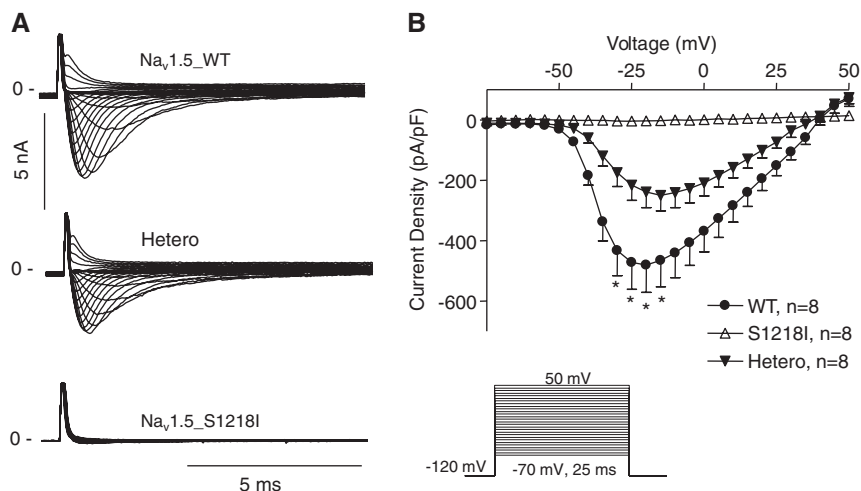 A
Naᵥ1.5_WT
0 -
5 nA
Hetero
0 -
Naᵥ1.5_S1218I
0 -
5 ms
B
Voltage (mV)
-50 -25 0 25 50
Current Density (pA/pF)
0
-200
-400
-600
* * * *
WT, n=8
S1218I, n=8
Hetero, n=8
50 mV
-120 mV
-70 mV, 25 ms